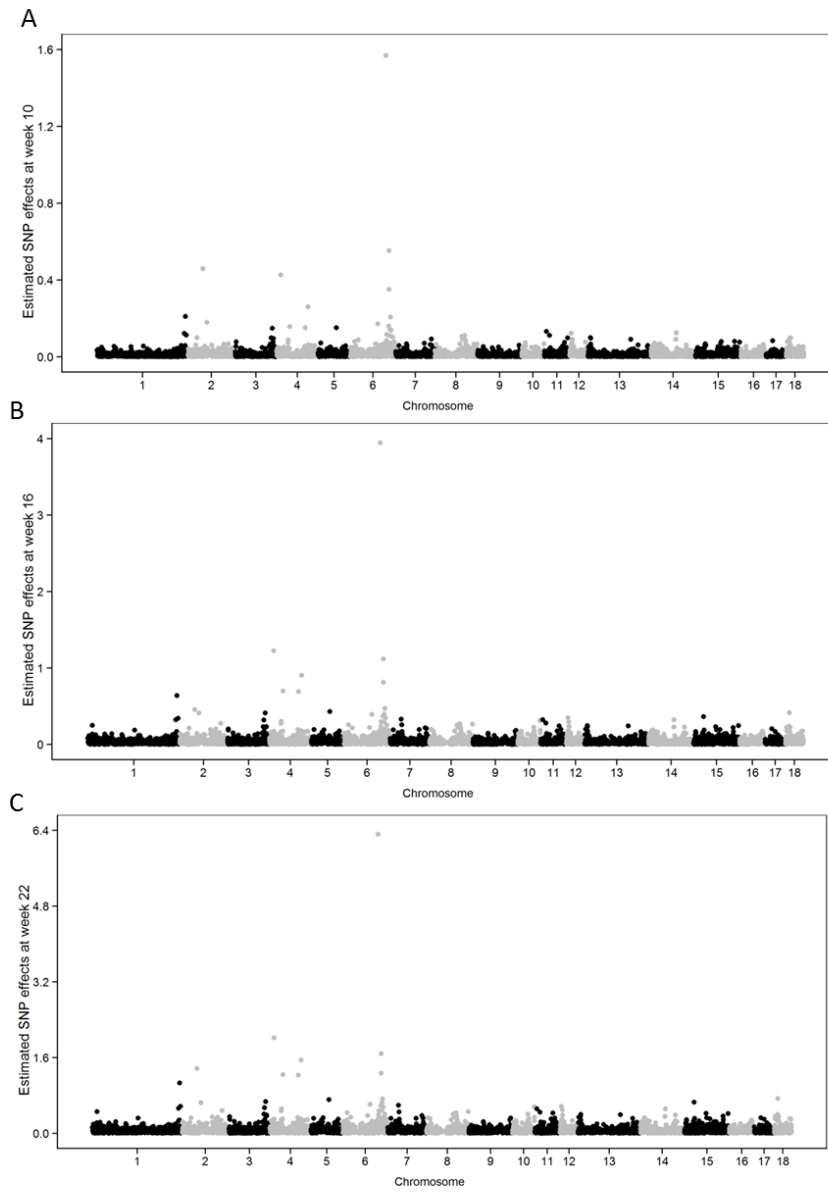 A
Estimated SNP effects at week 10
1.6
1.2
0.8
0.4
0.0
1 2 3 4 5 6 7 8 9 10 11 12 13 14 15 16 17 18
Chromosome
B
Estimated SNP effects at week 16
4
3
2
1
0
1 2 3 4 5 6 7 8 9 10 11 12 13 14 15 16 17 18
Chromosome
C
Estimated SNP effects at week 22
6.4
4.8
3.2
1.6
0.0
1 2 3 4 5 6 7 8 9 10 11 12 13 14 15 16 17 18
Chromosome